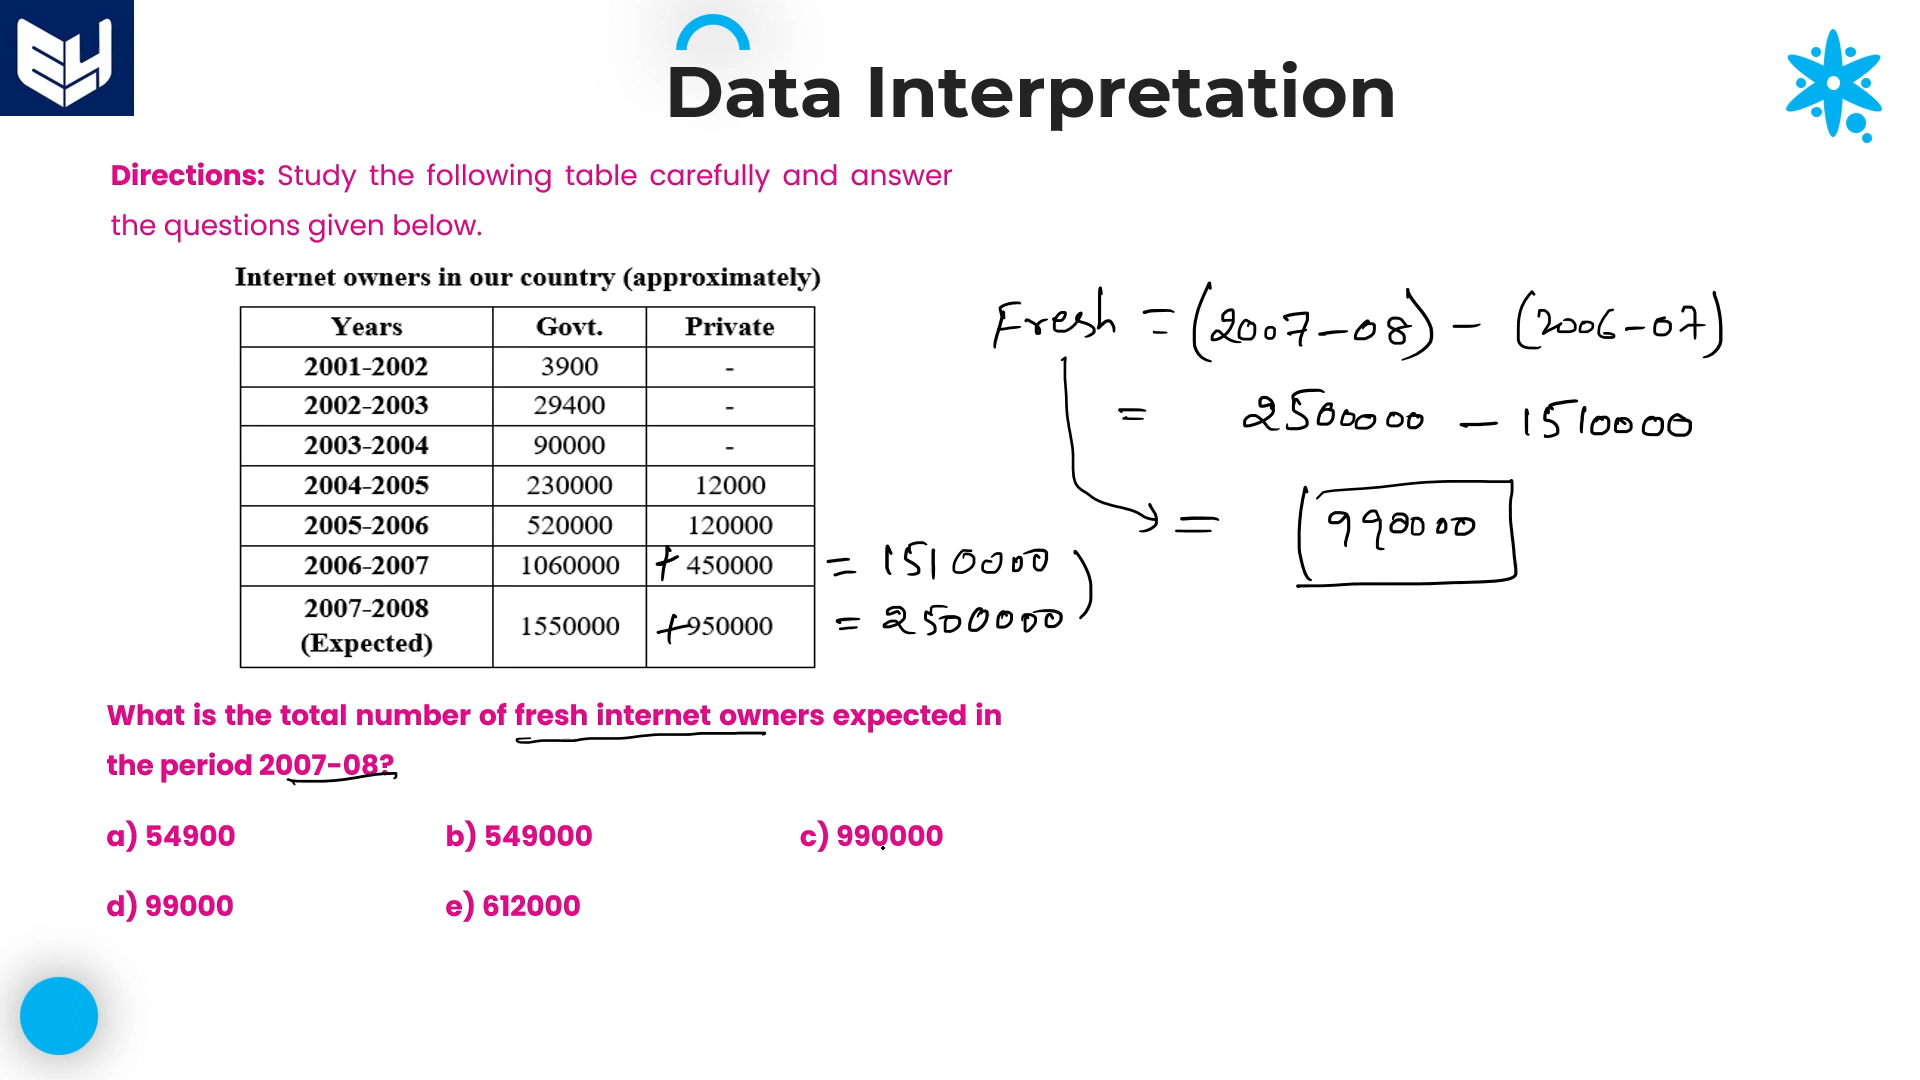 Data Interpretation
Directions: Study the following table carefully and answer
the questions given below.
Internet owners in our country (approximately)
Years Govt. Private
2001-2002 3900 -
2002-2003 29400 -
2003-2004 90000 -
2004-2005 230000 12000
2005-2006 520000 120000
2006-2007 1060000 + 450000 = 1510000
2007-2008
(Expected) 1550000 + 950000 = 2500000
Fresh = (2007-08) - (2006-07)
= 2500000 - 1510000
= 990000
What is the total number of fresh internet owners expected in
the period 2007-08?
a) 54900 b) 549000 c) 990000
d) 99000 e) 612000